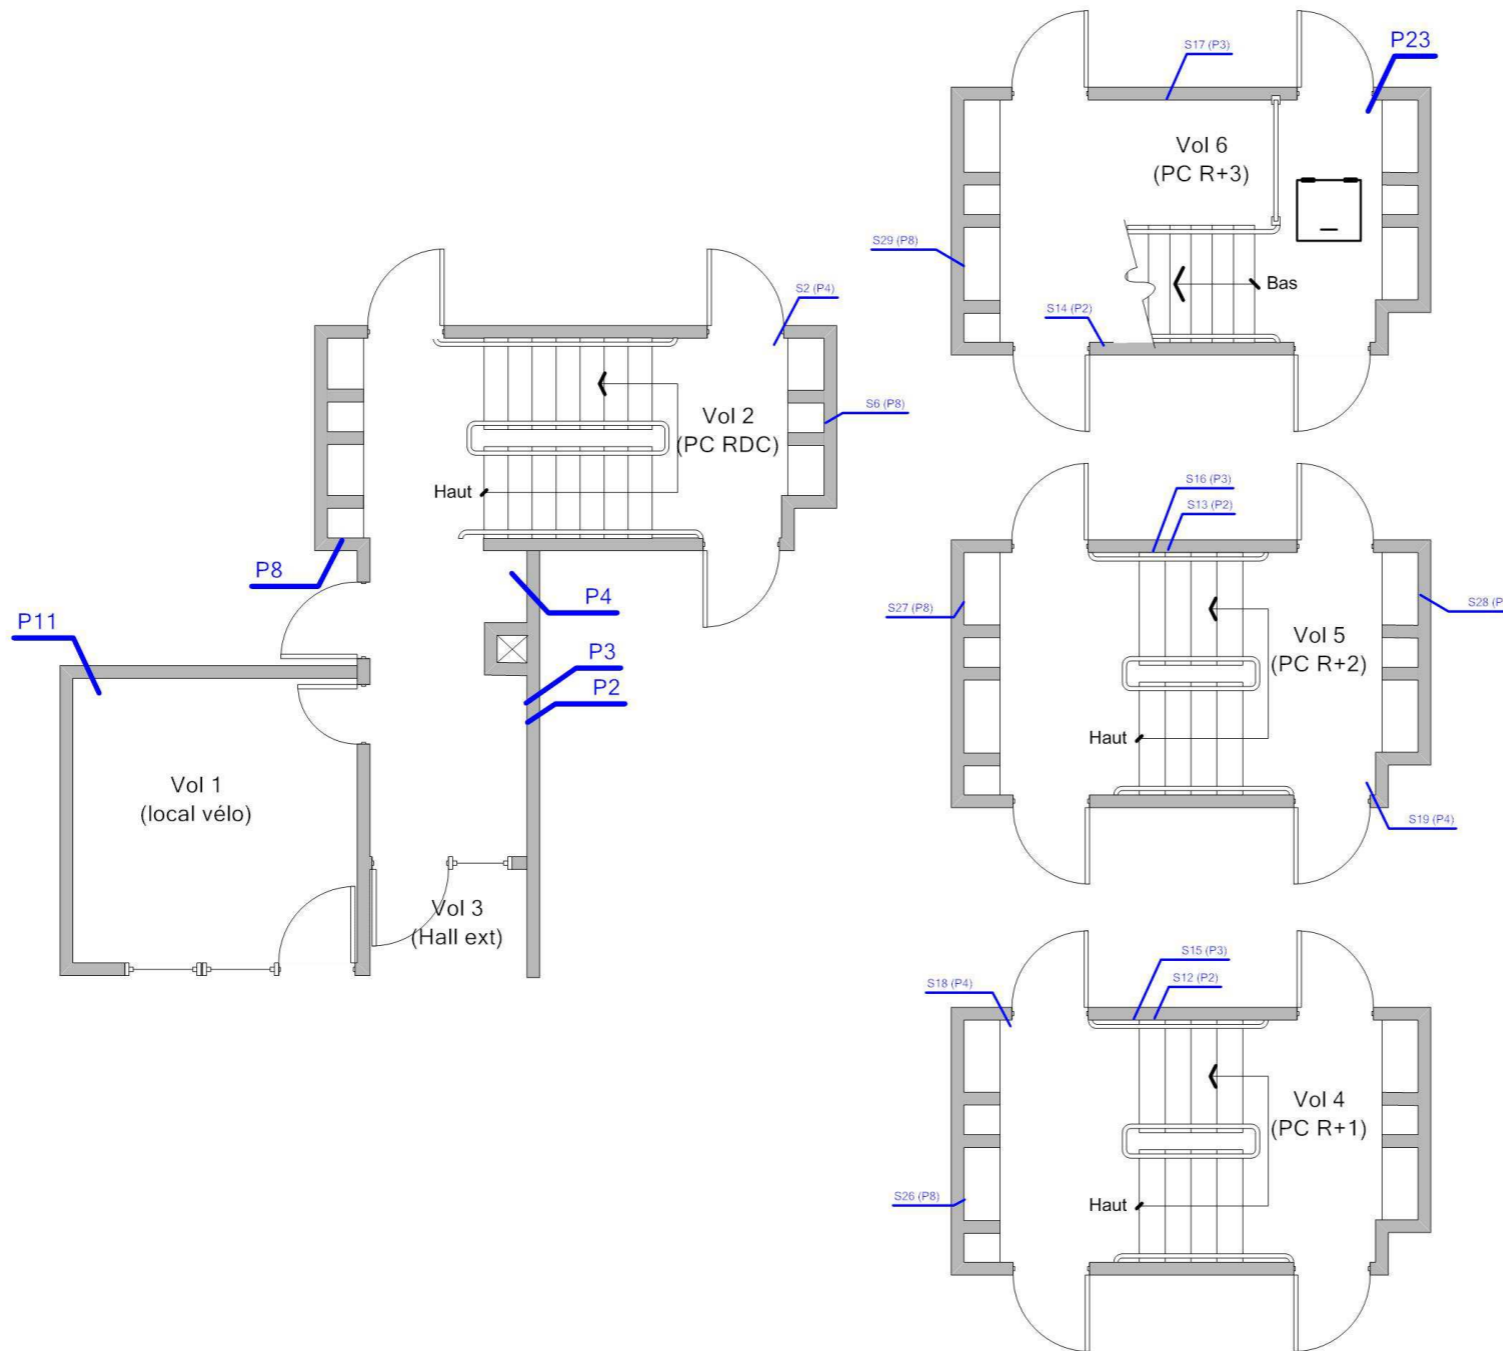 S17 (P3)
P23
Vol 6
(PC R+3)
S29 (P8)
Bas
S14 (P2)
S2 (P4)
Vol 2
(PC RDC)
S6 (P8)
Haut
P8
P4
P11
P3
P2
Vol 1
(local vélo)
Vol 3
(Hall ext)
S16 (P3)
S13 (P2)
S27 (P8)
S28 (P
Vol 5
(PC R+2)
Haut
S19 (P4)
S15 (P3)
S18 (P4)
S12 (P2)
Vol 4
(PC R+1)
S26 (P8)
Haut